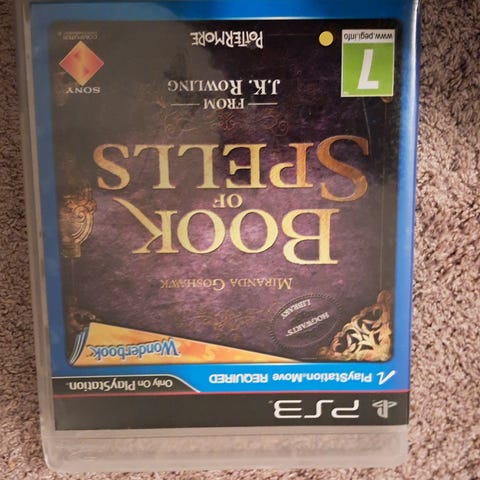 PS3
PlayStation.Move REQUIRED
Only On PlayStation.
Wonderbook
HOGWARTS
LIBRARY
MIRANDA GOSHAWK
BOOK
OF
SPELLS
FROM
J.K. ROWLING
7
www.pegi.info
POTTERMORE
SONY